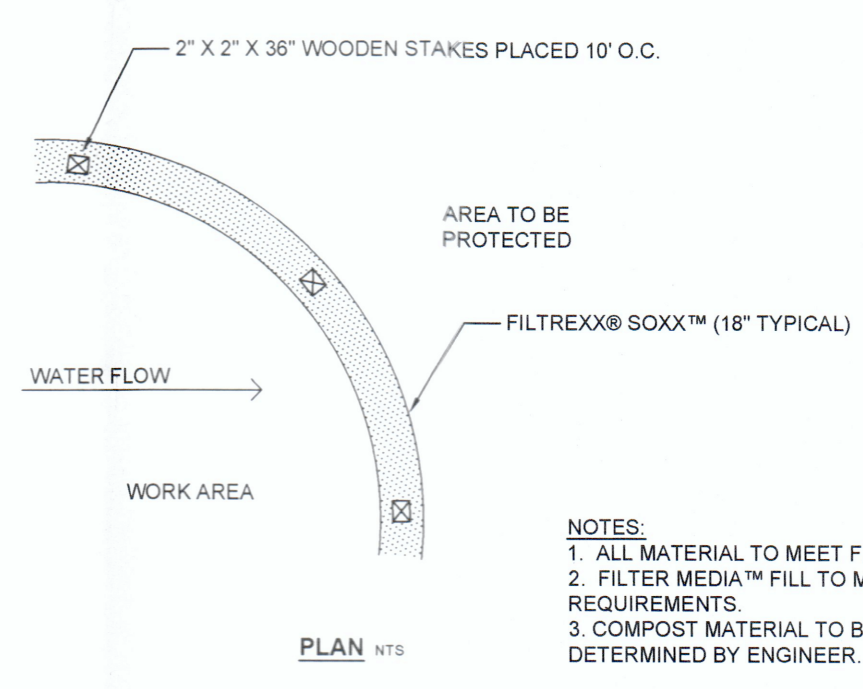 2" X 2" X 36" WOODEN STAKES PLACED 10' O.C.
AREA TO BE
PROTECTED
FILTREXX® SOXX™ (18" TYPICAL)
WATER FLOW
WORK AREA
NOTES:
1. ALL MATERIAL TO MEET F
2. FILTER MEDIA™ FILL TO M
REQUIREMENTS.
3. COMPOST MATERIAL TO B
DETERMINED BY ENGINEER.
PLAN NTS